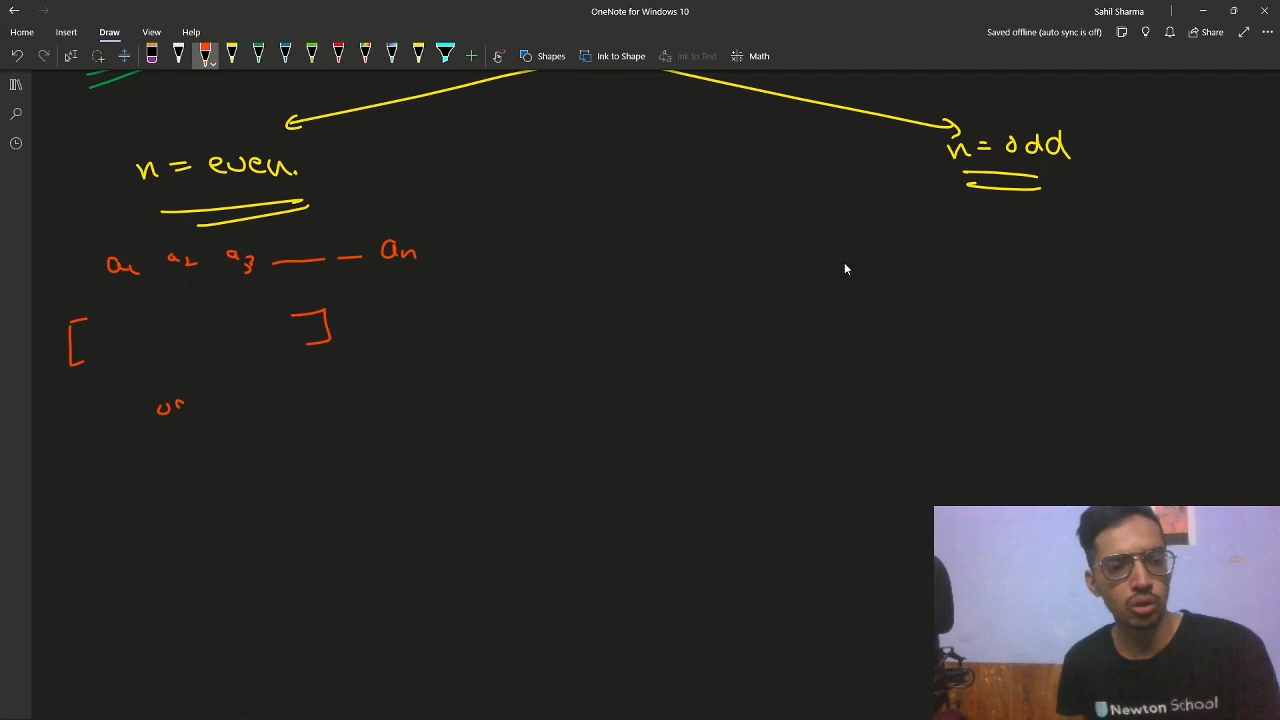 OneNote for Windows 10
Sahil Sharma
Home Insert Draw View Help
Saved offline (auto sync is off)
Share
Shapes
Ink to Shape
Ink to Text
Math
n = even.
n = odd
a1 a2 a3 —— — an
[ ]
or
Newton School